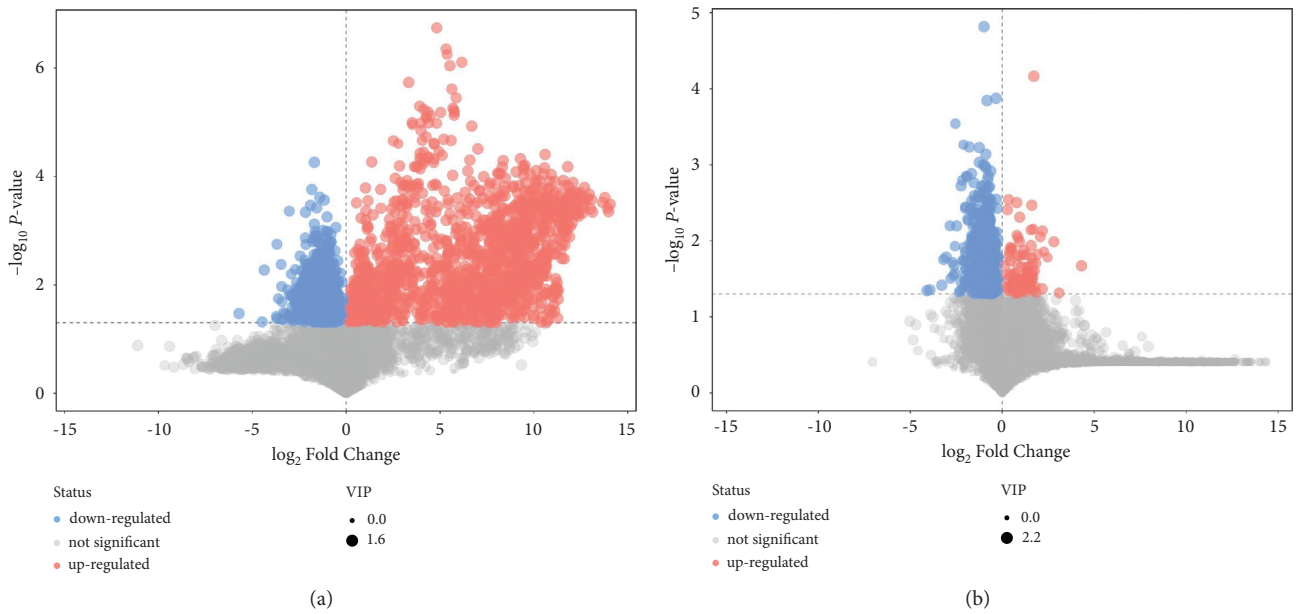 6
4
2
0
−log10 P-value
-15
-10
-5
0
5
10
15
log2 Fold Change
Status
down-regulated
not significant
up-regulated
VIP
0.0
1.6
(a)
5
4
3
2
1
0
−log10 P-value
-15
-10
-5
0
5
10
15
log2 Fold Change
Status
down-regulated
not significant
up-regulated
VIP
0.0
2.2
(b)